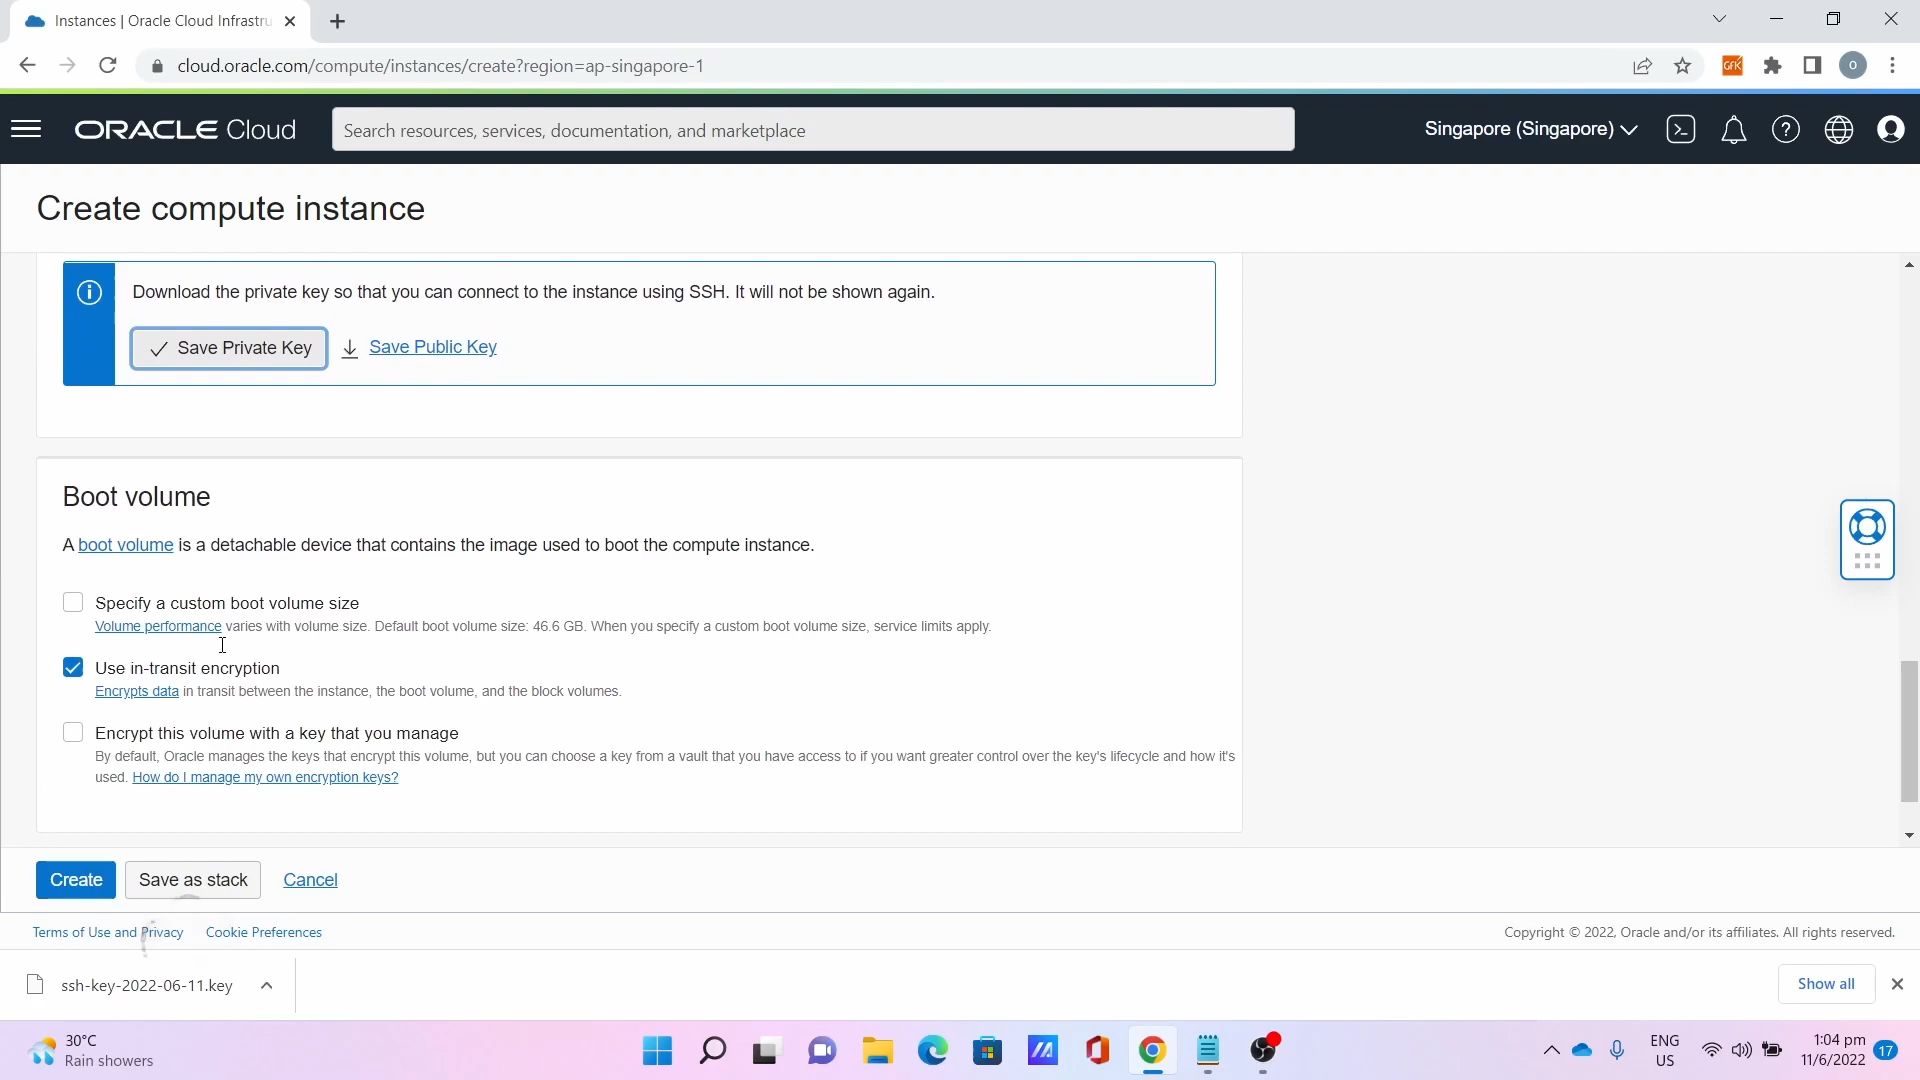 Instances | Oracle Cloud Infrastru
cloud.oracle.com/compute/instances/create?region=ap-singapore-1
GFK
O
ORACLE Cloud
Search resources, services, documentation, and marketplace
Singapore (Singapore)
Create compute instance
Download the private key so that you can connect to the instance using SSH. It will not be shown again.
Save Private Key
Save Public Key
Boot volume
A boot volume is a detachable device that contains the image used to boot the compute instance.
Specify a custom boot volume size
Volume performance varies with volume size. Default boot volume size: 46.6 GB. When you specify a custom boot volume size, service limits apply.
Use in-transit encryption
Encrypts data in transit between the instance, the boot volume, and the block volumes.
Encrypt this volume with a key that you manage
By default, Oracle manages the keys that encrypt this volume, but you can choose a key from a vault that you have access to if you want greater control over the key's lifecycle and how it's
used. How do I manage my own encryption keys?
Create
Save as stack
Cancel
Terms of Use and Privacy
Cookie Preferences
Copyright © 2022, Oracle and/or its affiliates. All rights reserved.
ssh-key-2022-06-11.key
Show all
30°C
Rain showers
ENG
US
1:04 pm
11/6/2022
17